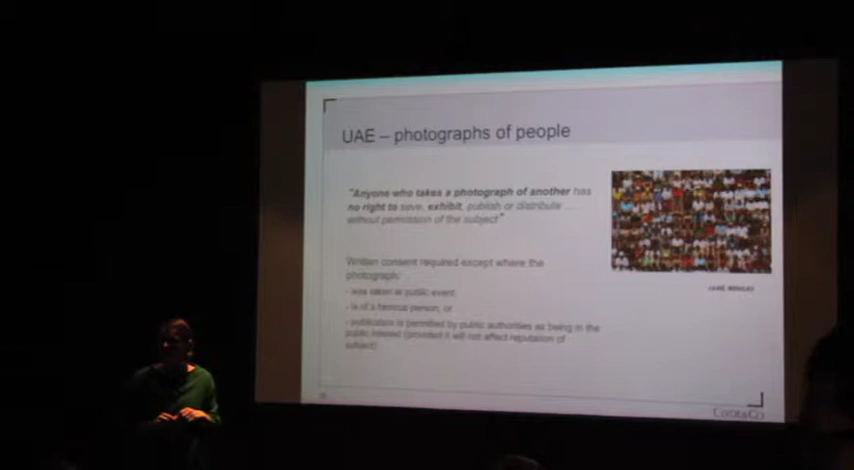 UAE – photographs of people
"Anyone who takes a photograph of another has
no right to save, exhibit, publish or distribute ....
without permission of the subject"
Written consent required except where the
photograph:
- was taken at public event;
- is of a famous person; or
- publication is permitted by public authorities as being in the
public interest (provided it will not affect reputation of
subject)